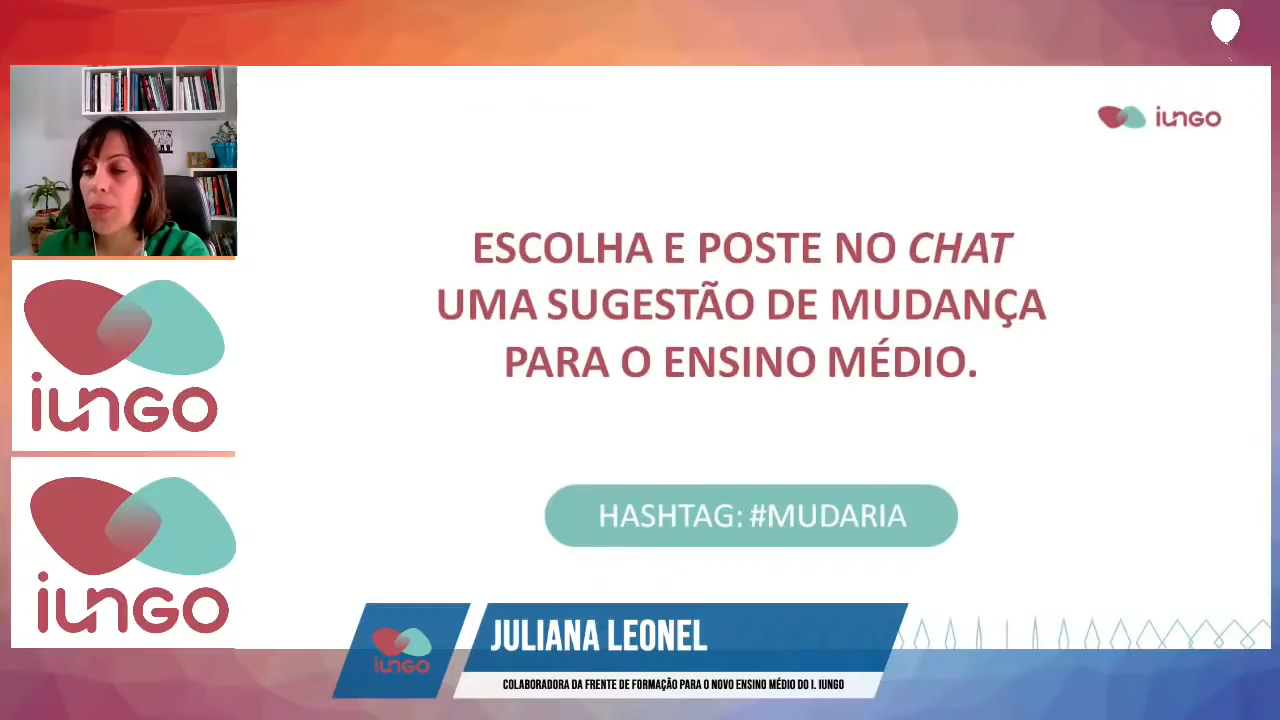 iungo
ESCOLHA E POSTE NO CHAT
UMA SUGESTÃO DE MUDANÇA
PARA O ENSINO MÉDIO.
HASHTAG: #MUDARIA
iungo
iungo
iungo
JULIANA LEONEL
COLABORADORA DA FRENTE DE FORMAÇÃO PARA O NOVO ENSINO MÉDIO DO I. IUNGO